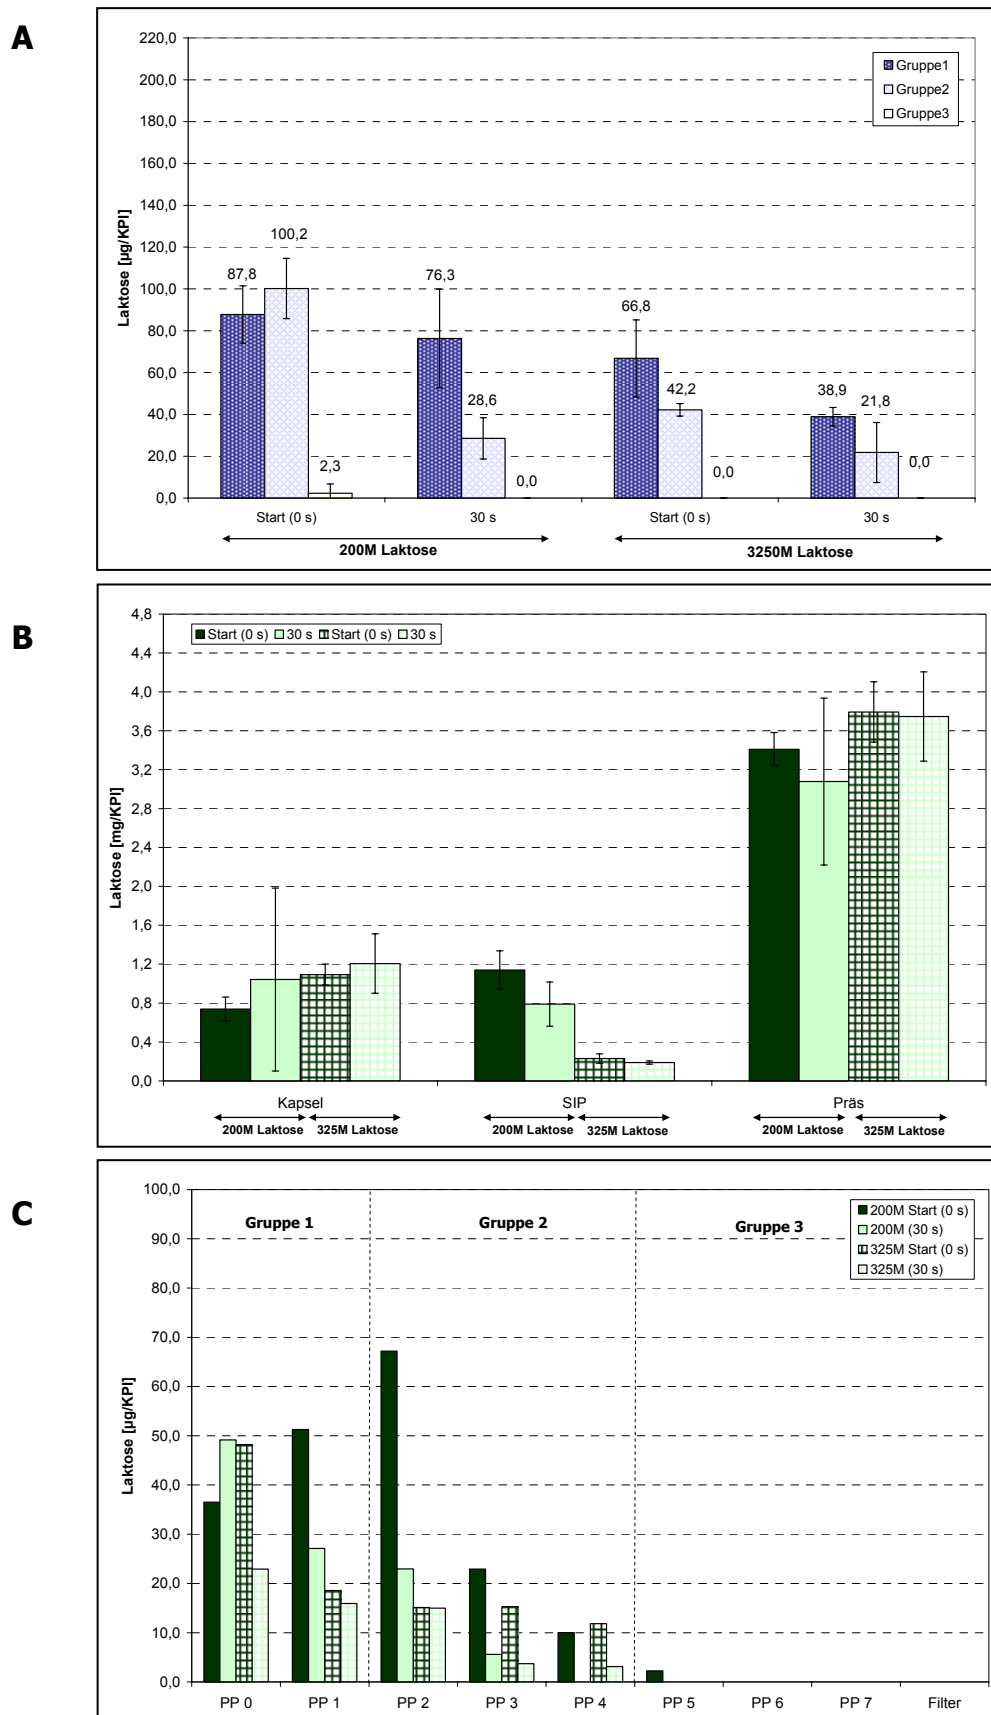 A
220,0
200,0
180,0
160,0
140,0
120,0
100,0
80,0
60,0
40,0
20,0
0,0
Laktose [µg/KPI]
Gruppe1
Gruppe2
Gruppe3
87,8
100,2
2,3
76,3
28,6
0,0
66,8
42,2
0,0
38,9
21,8
0,0
Start (0 s) 30 s Start (0 s) 30 s
200M Laktose 3250M Laktose
B
4,8
4,4
4,0
3,6
3,2
2,8
2,4
2,0
1,6
1,2
0,8
0,4
0,0
Laktose [mg/KPI]
Start (0 s) 30 s Start (0 s) 30 s
Kapsel SIP Präs
200M Laktose 325M Laktose 200M Laktose 325M Laktose 200M Laktose 325M Laktose
C
100,0
90,0
80,0
70,0
60,0
50,0
40,0
30,0
20,0
10,0
0,0
Laktose [µg/KPI]
Gruppe 1 Gruppe 2 Gruppe 3
200M Start (0 s)
200M (30 s)
325M Start (0 s)
325M (30 s)
PP 0 PP 1 PP 2 PP 3 PP 4 PP 5 PP 6 PP 7 Filter